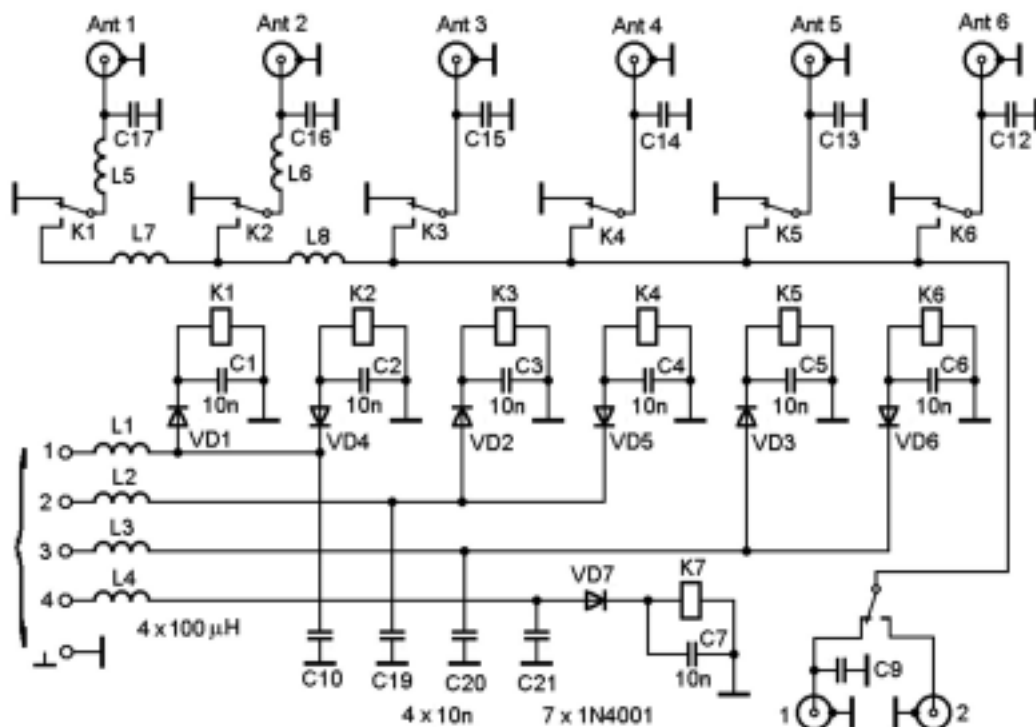 Ant 1 Ant 2 Ant 3 Ant 4 Ant 5 Ant 6
C17 C16 C15 C14 C13 C12
L5 L6
K1 K2 K3 K4 K5 K6
L7 L8
K1 K2 K3 K4 K5 K6
C1 C2 C3 C4 C5 C6
10n 10n 10n 10n 10n 10n
VD1 VD4 VD2 VD5 VD3 VD6
L1
1
L2
2
L3
3
L4
4
VD7 K7
4 x 100 µH
C7
10n
C10 C19 C20 C21
4 x 10n 7 x 1N4001
C9
1 2